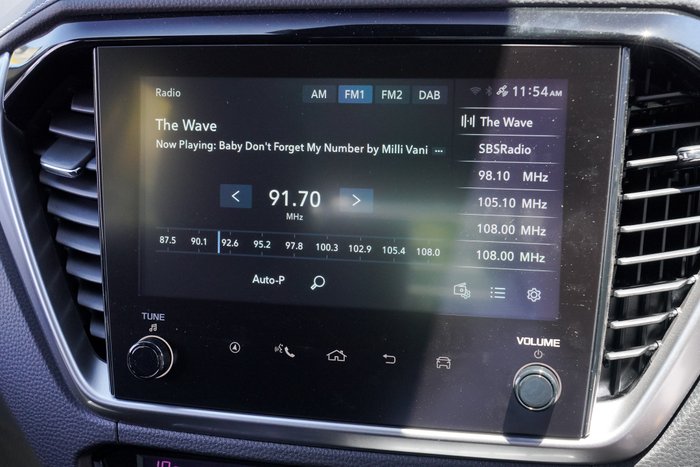 Radio
AM FM1 FM2 DAB
11:54AM
The Wave
Now Playing: Baby Don't Forget My Number by Milli Vani ...
< 91.70 >
MHz
87.5 90.1 92.6 95.2 97.8 100.3 102.9 105.4 108.0
Auto-P
The Wave
SBSRadio
98.10 MHz
105.10 MHz
108.00 MHz
108.00 MHz
TUNE
VOLUME